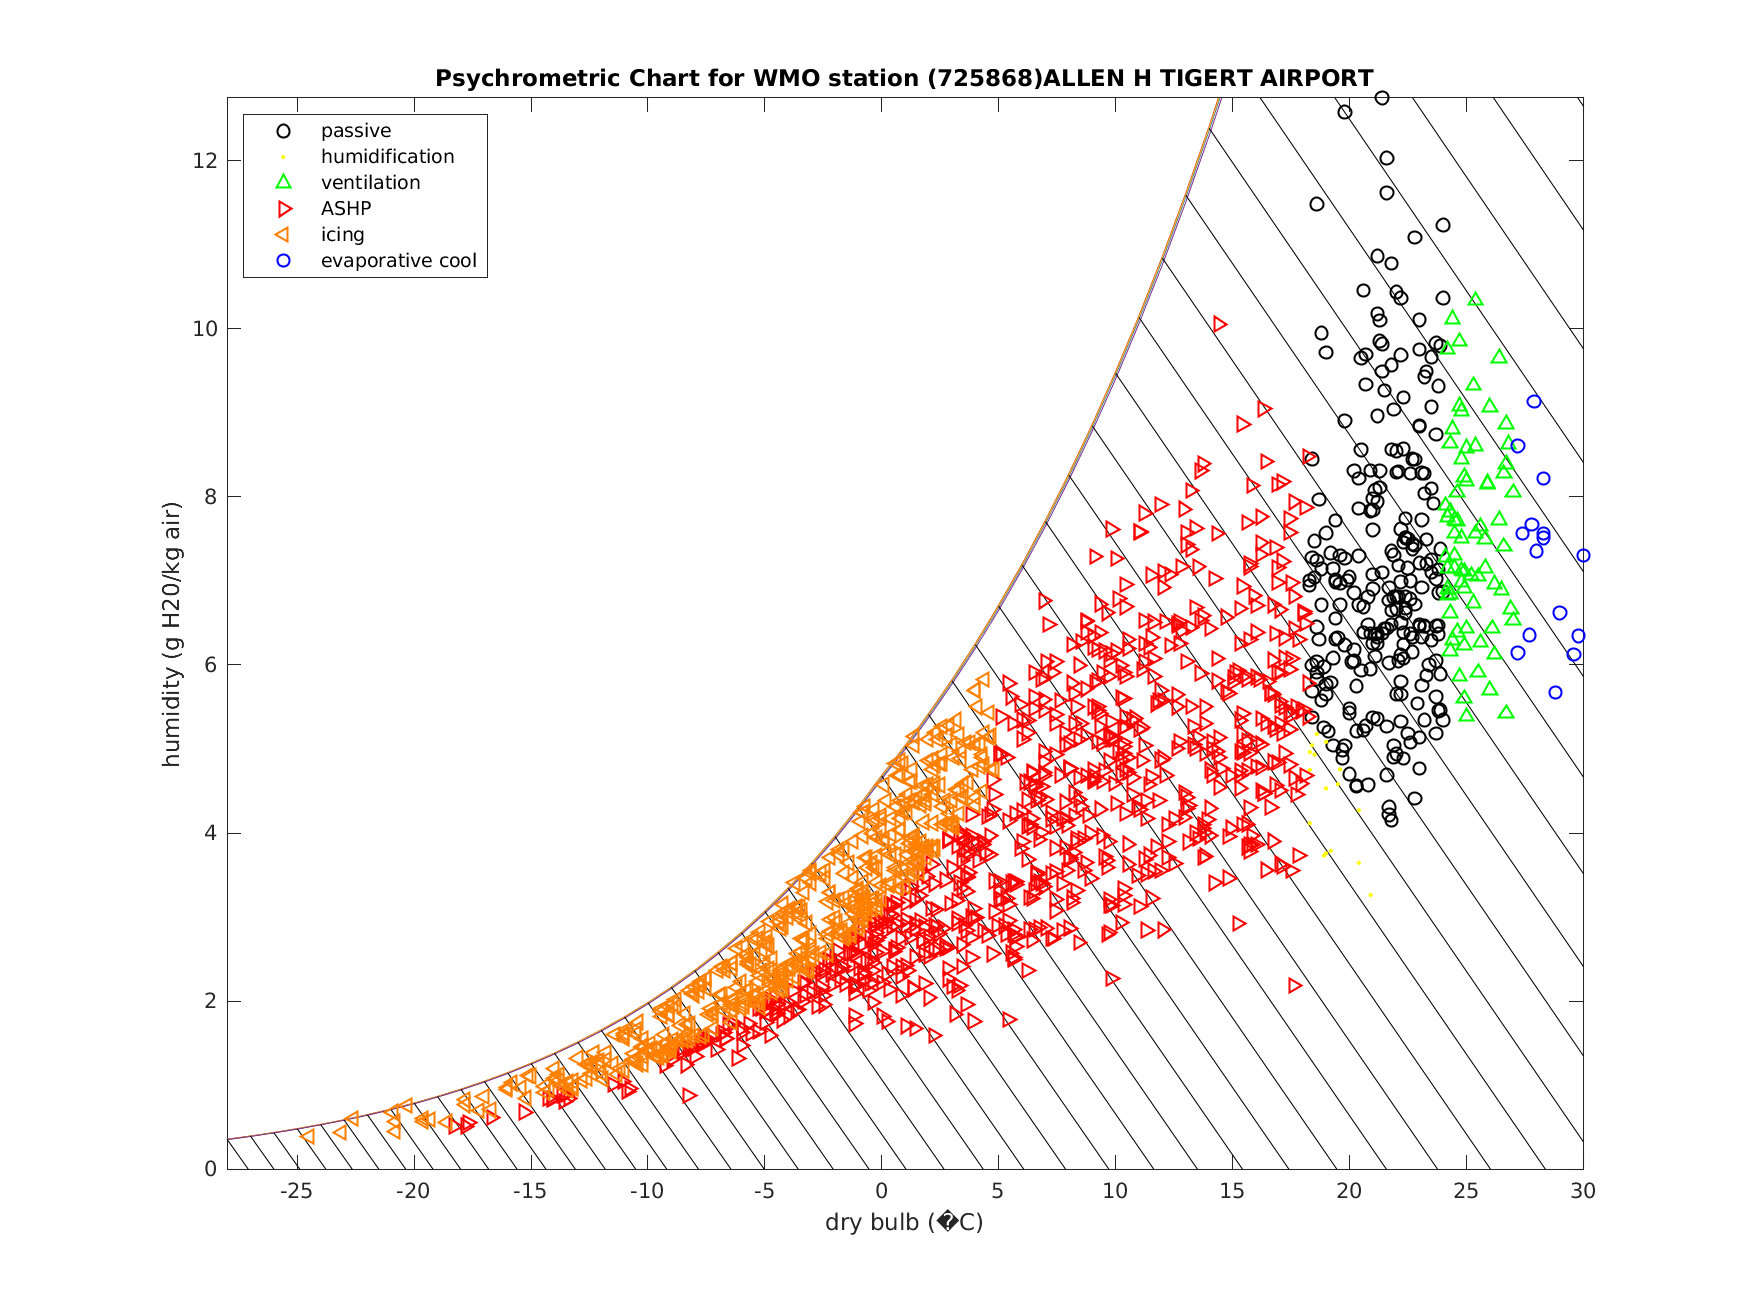 Psychrometric Chart for WMO station (725868)ALLEN H TIGERT AIRPORT
passive
humidification
ventilation
ASHP
icing
evaporative cool
humidity (g H20/kg air)
12
10
8
6
4
2
0
-25 -20 -15 -10 -5 0 5 10 15 20 25 30
dry bulb (�C)